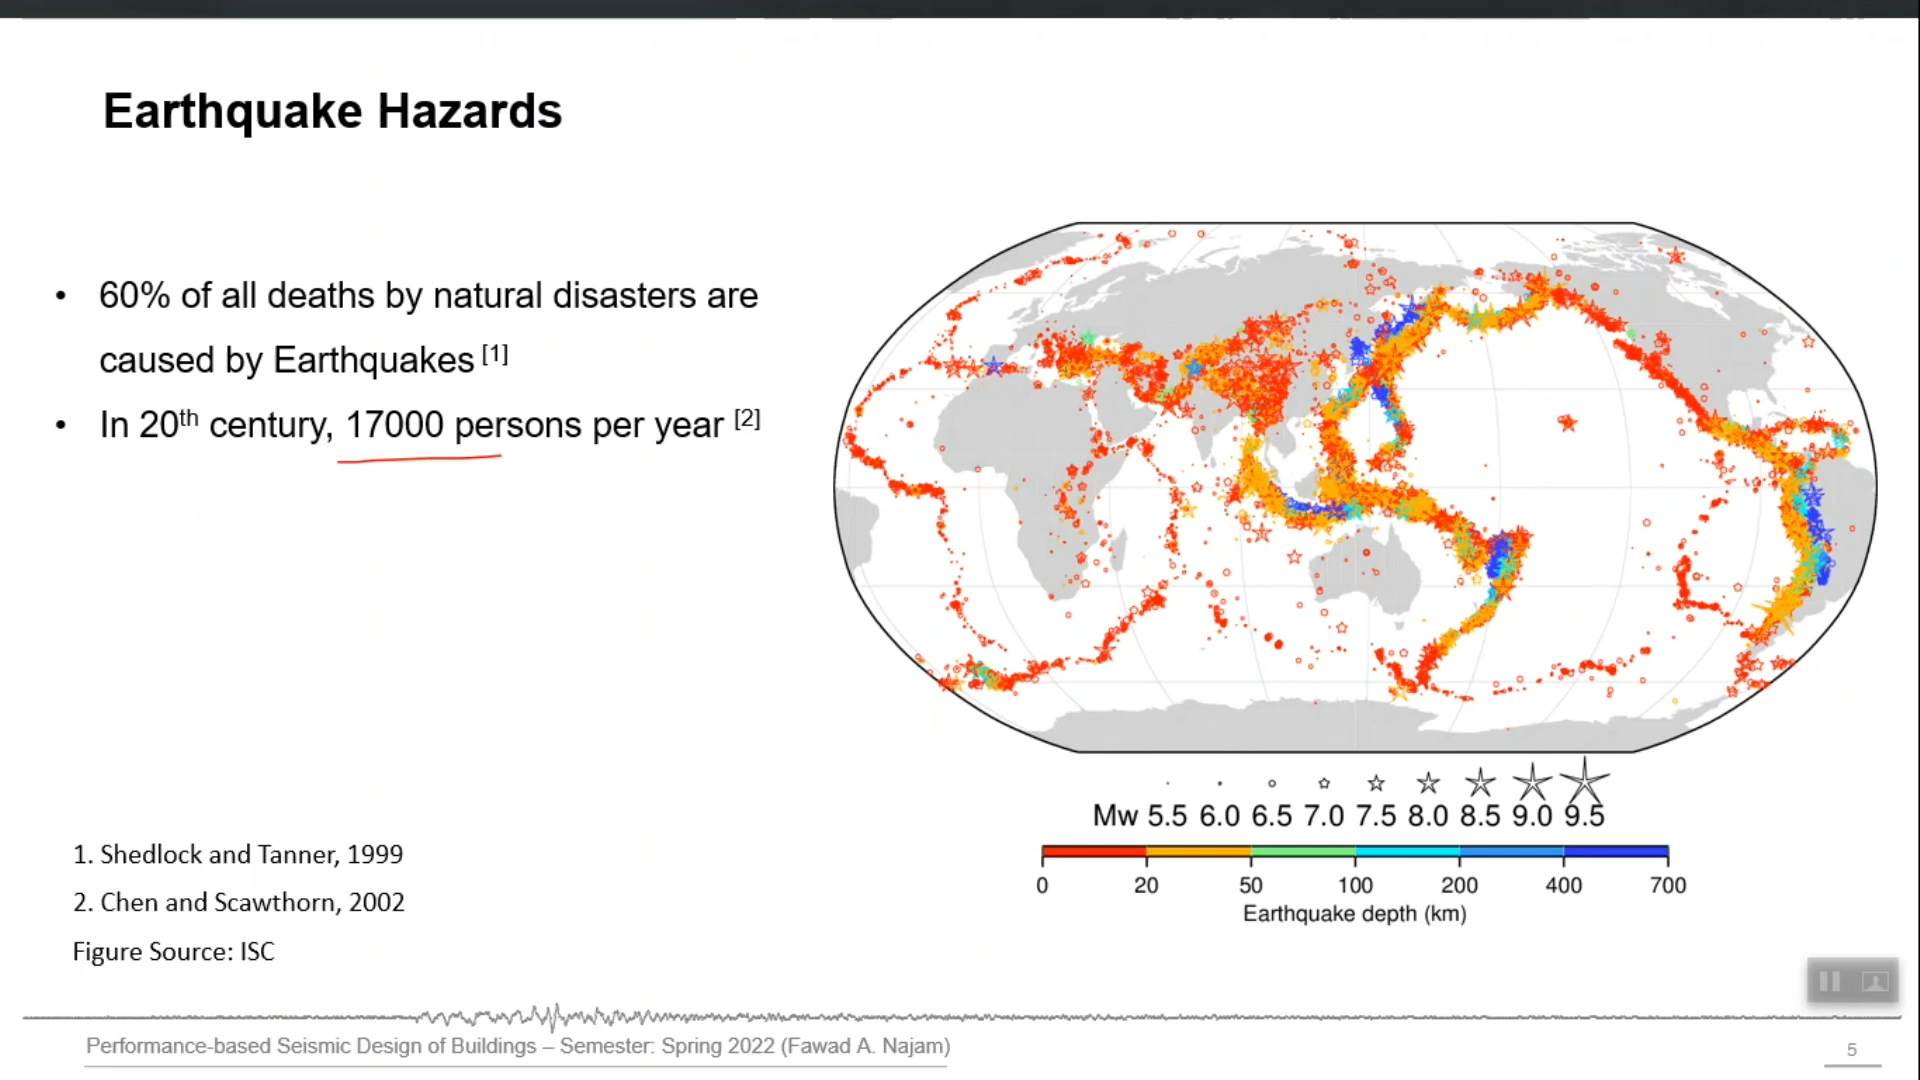 Earthquake Hazards
• 60% of all deaths by natural disasters are
caused by Earthquakes [1]
• In 20th century, 17000 persons per year [2]
Mw 5.5 6.0 6.5 7.0 7.5 8.0 8.5 9.0 9.5
0 20 50 100 200 400 700
Earthquake depth (km)
1. Shedlock and Tanner, 1999
2. Chen and Scawthorn, 2002
Figure Source: ISC
Performance-based Seismic Design of Buildings – Semester: Spring 2022 (Fawad A. Najam)
5